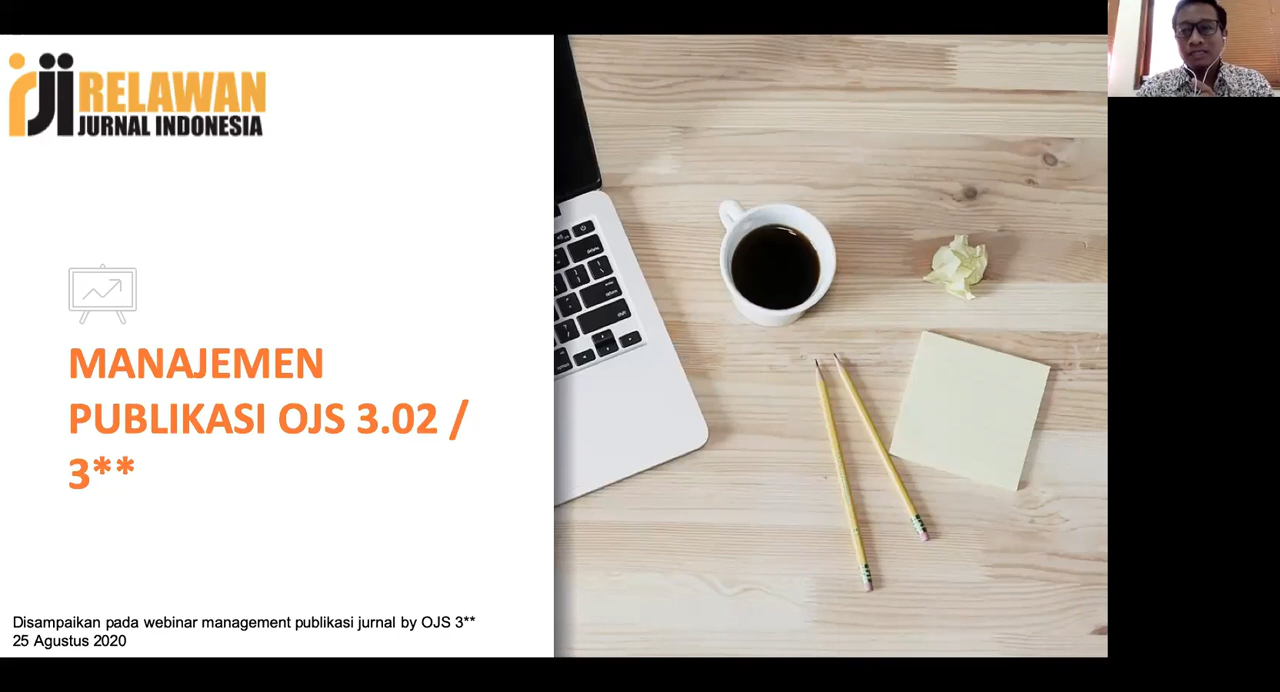 RELAWAN
JURNAL INDONESIA
MANAJEMEN
PUBLIKASI OJS 3.02 /
3**
Disampaikan pada webinar management publikasi jurnal by OJS 3**
25 Agustus 2020